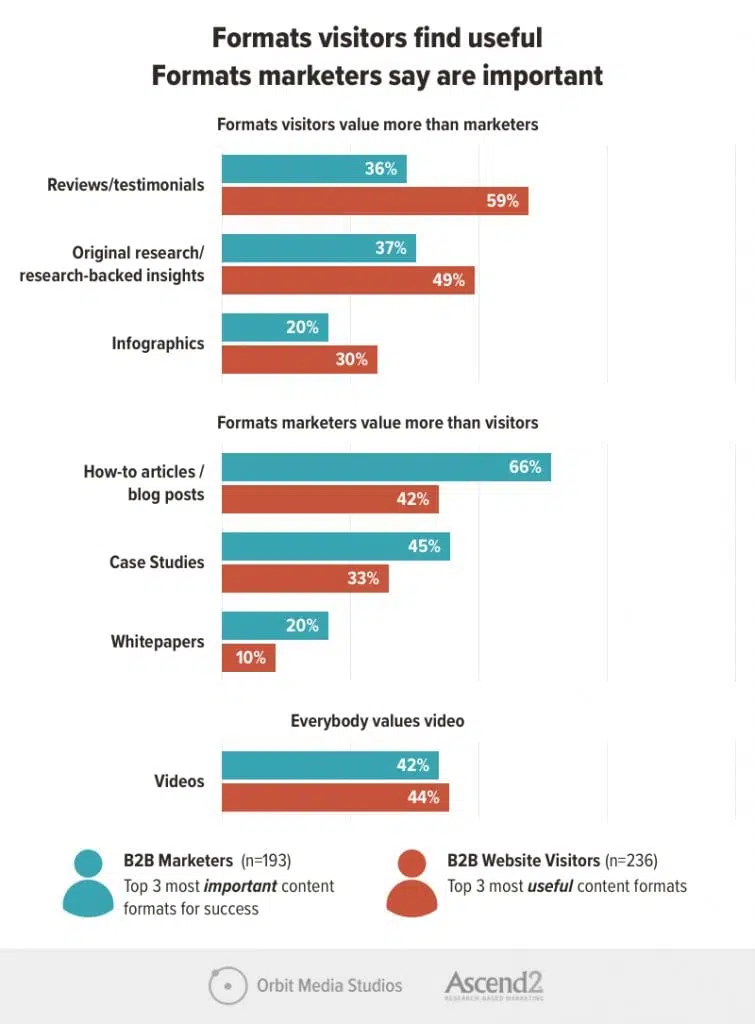 Formats visitors find useful
Formats marketers say are important
Formats visitors value more than marketers
Reviews/testimonials
36%
59%
Original research/
research-backed insights
37%
49%
Infographics
20%
30%
Formats marketers value more than visitors
How-to articles /
blog posts
66%
42%
Case Studies
45%
33%
Whitepapers
20%
10%
Everybody values video
Videos
42%
44%
B2B Marketers (n=193)
Top 3 most important content
formats for success
B2B Website Visitors (n=236)
Top 3 most useful content formats
Orbit Media Studios
Ascend2
RESEARCH-BASED MARKETING